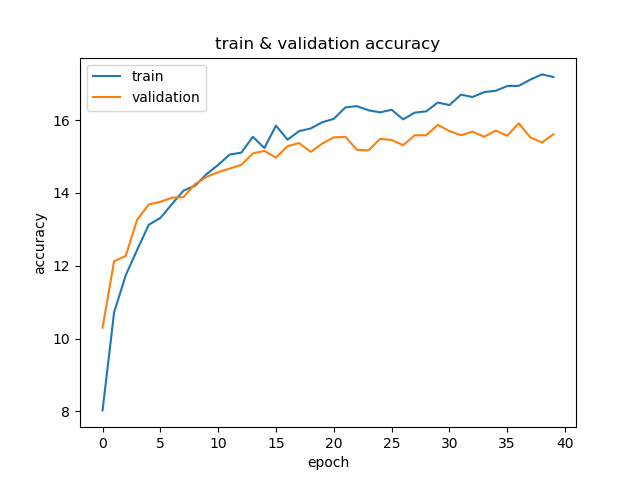 train & validation accuracy
train
validation
accuracy
16
14
12
10
8
0 5 10 15 20 25 30 35 40
epoch